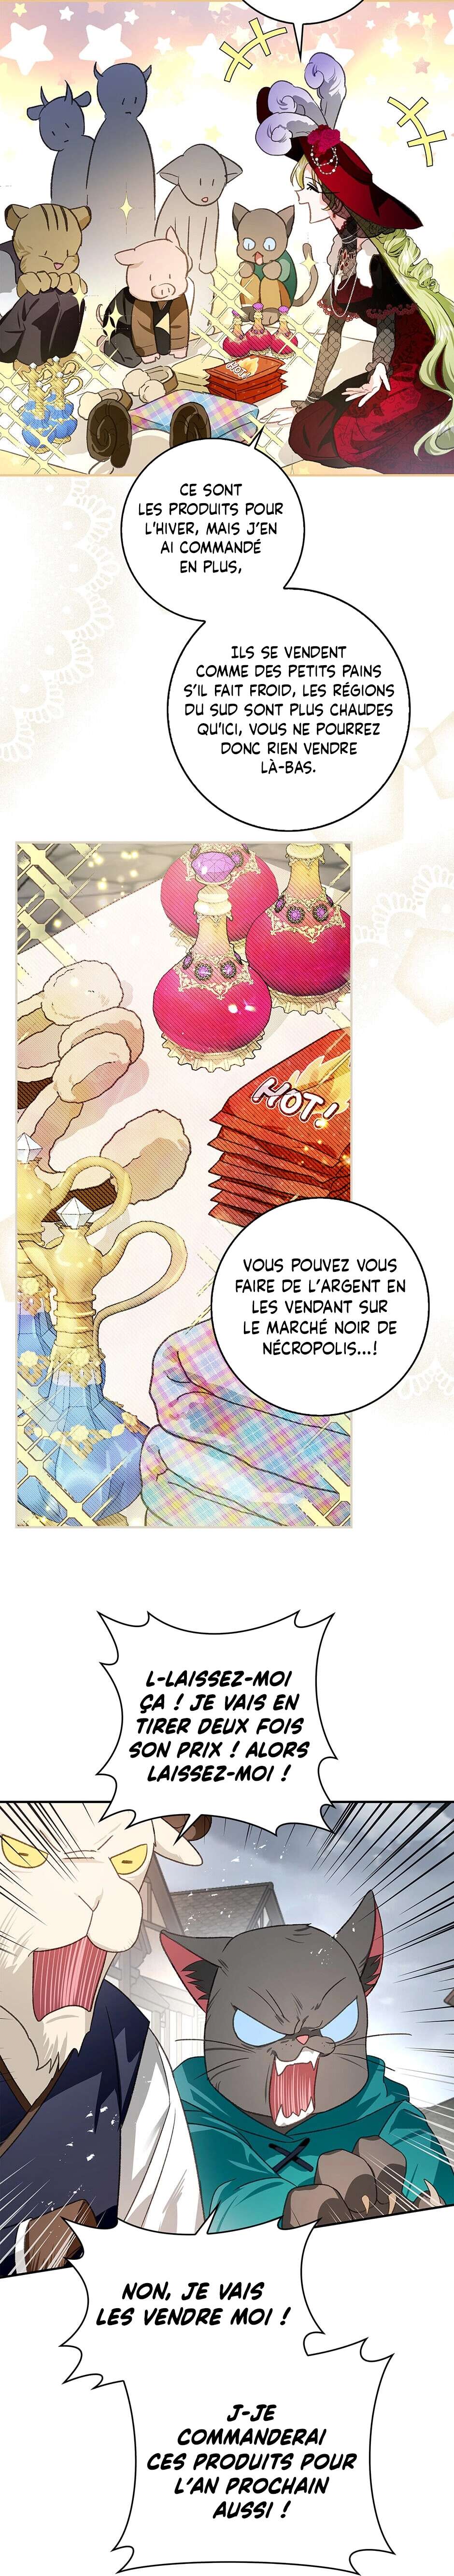 CE SONT
LES PRODUITS POUR
L'HIVER, MAIS J'EN
AI COMMANDÉ
EN PLUS,
ILS SE VENDENT
COMME DES PETITS PAINS
S'IL FAIT FROID, LES RÉGIONS
DU SUD SONT PLUS CHAUDES
QU'ICI, VOUS NE POURREZ
DONC RIEN VENDRE
LÀ-BAS.
HOT!
VOUS POUVEZ VOUS
FAIRE DE L'ARGENT EN
LES VENDANT SUR
LE MARCHÉ NOIR DE
NÉCROPOLIS...!
L-LAISSEZ-MOI
ÇA ! JE VAIS EN
TIRER DEUX FOIS
SON PRIX ! ALORS
LAISSEZ-MOI !
NON, JE VAIS
LES VENDRE MOI !
J-JE
COMMANDERAI
CES PRODUITS POUR
L'AN PROCHAIN
AUSSI !